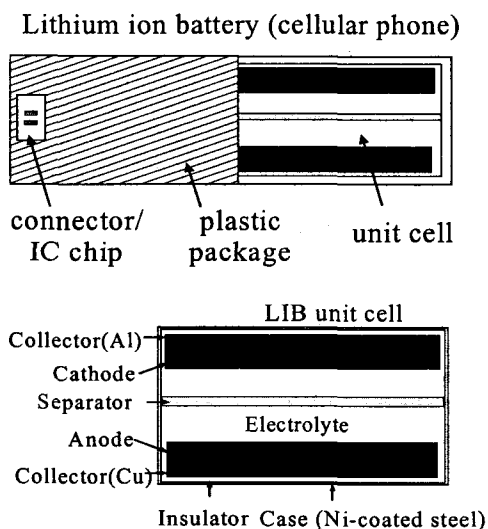 Lithium ion battery (cellular phone)
connector/
IC chip
plastic
package
unit cell
LIB unit cell
Collector(Al)
Cathode
Separator
Electrolyte
Anode
Collector(Cu)
Insulator Case (Ni-coated steel)